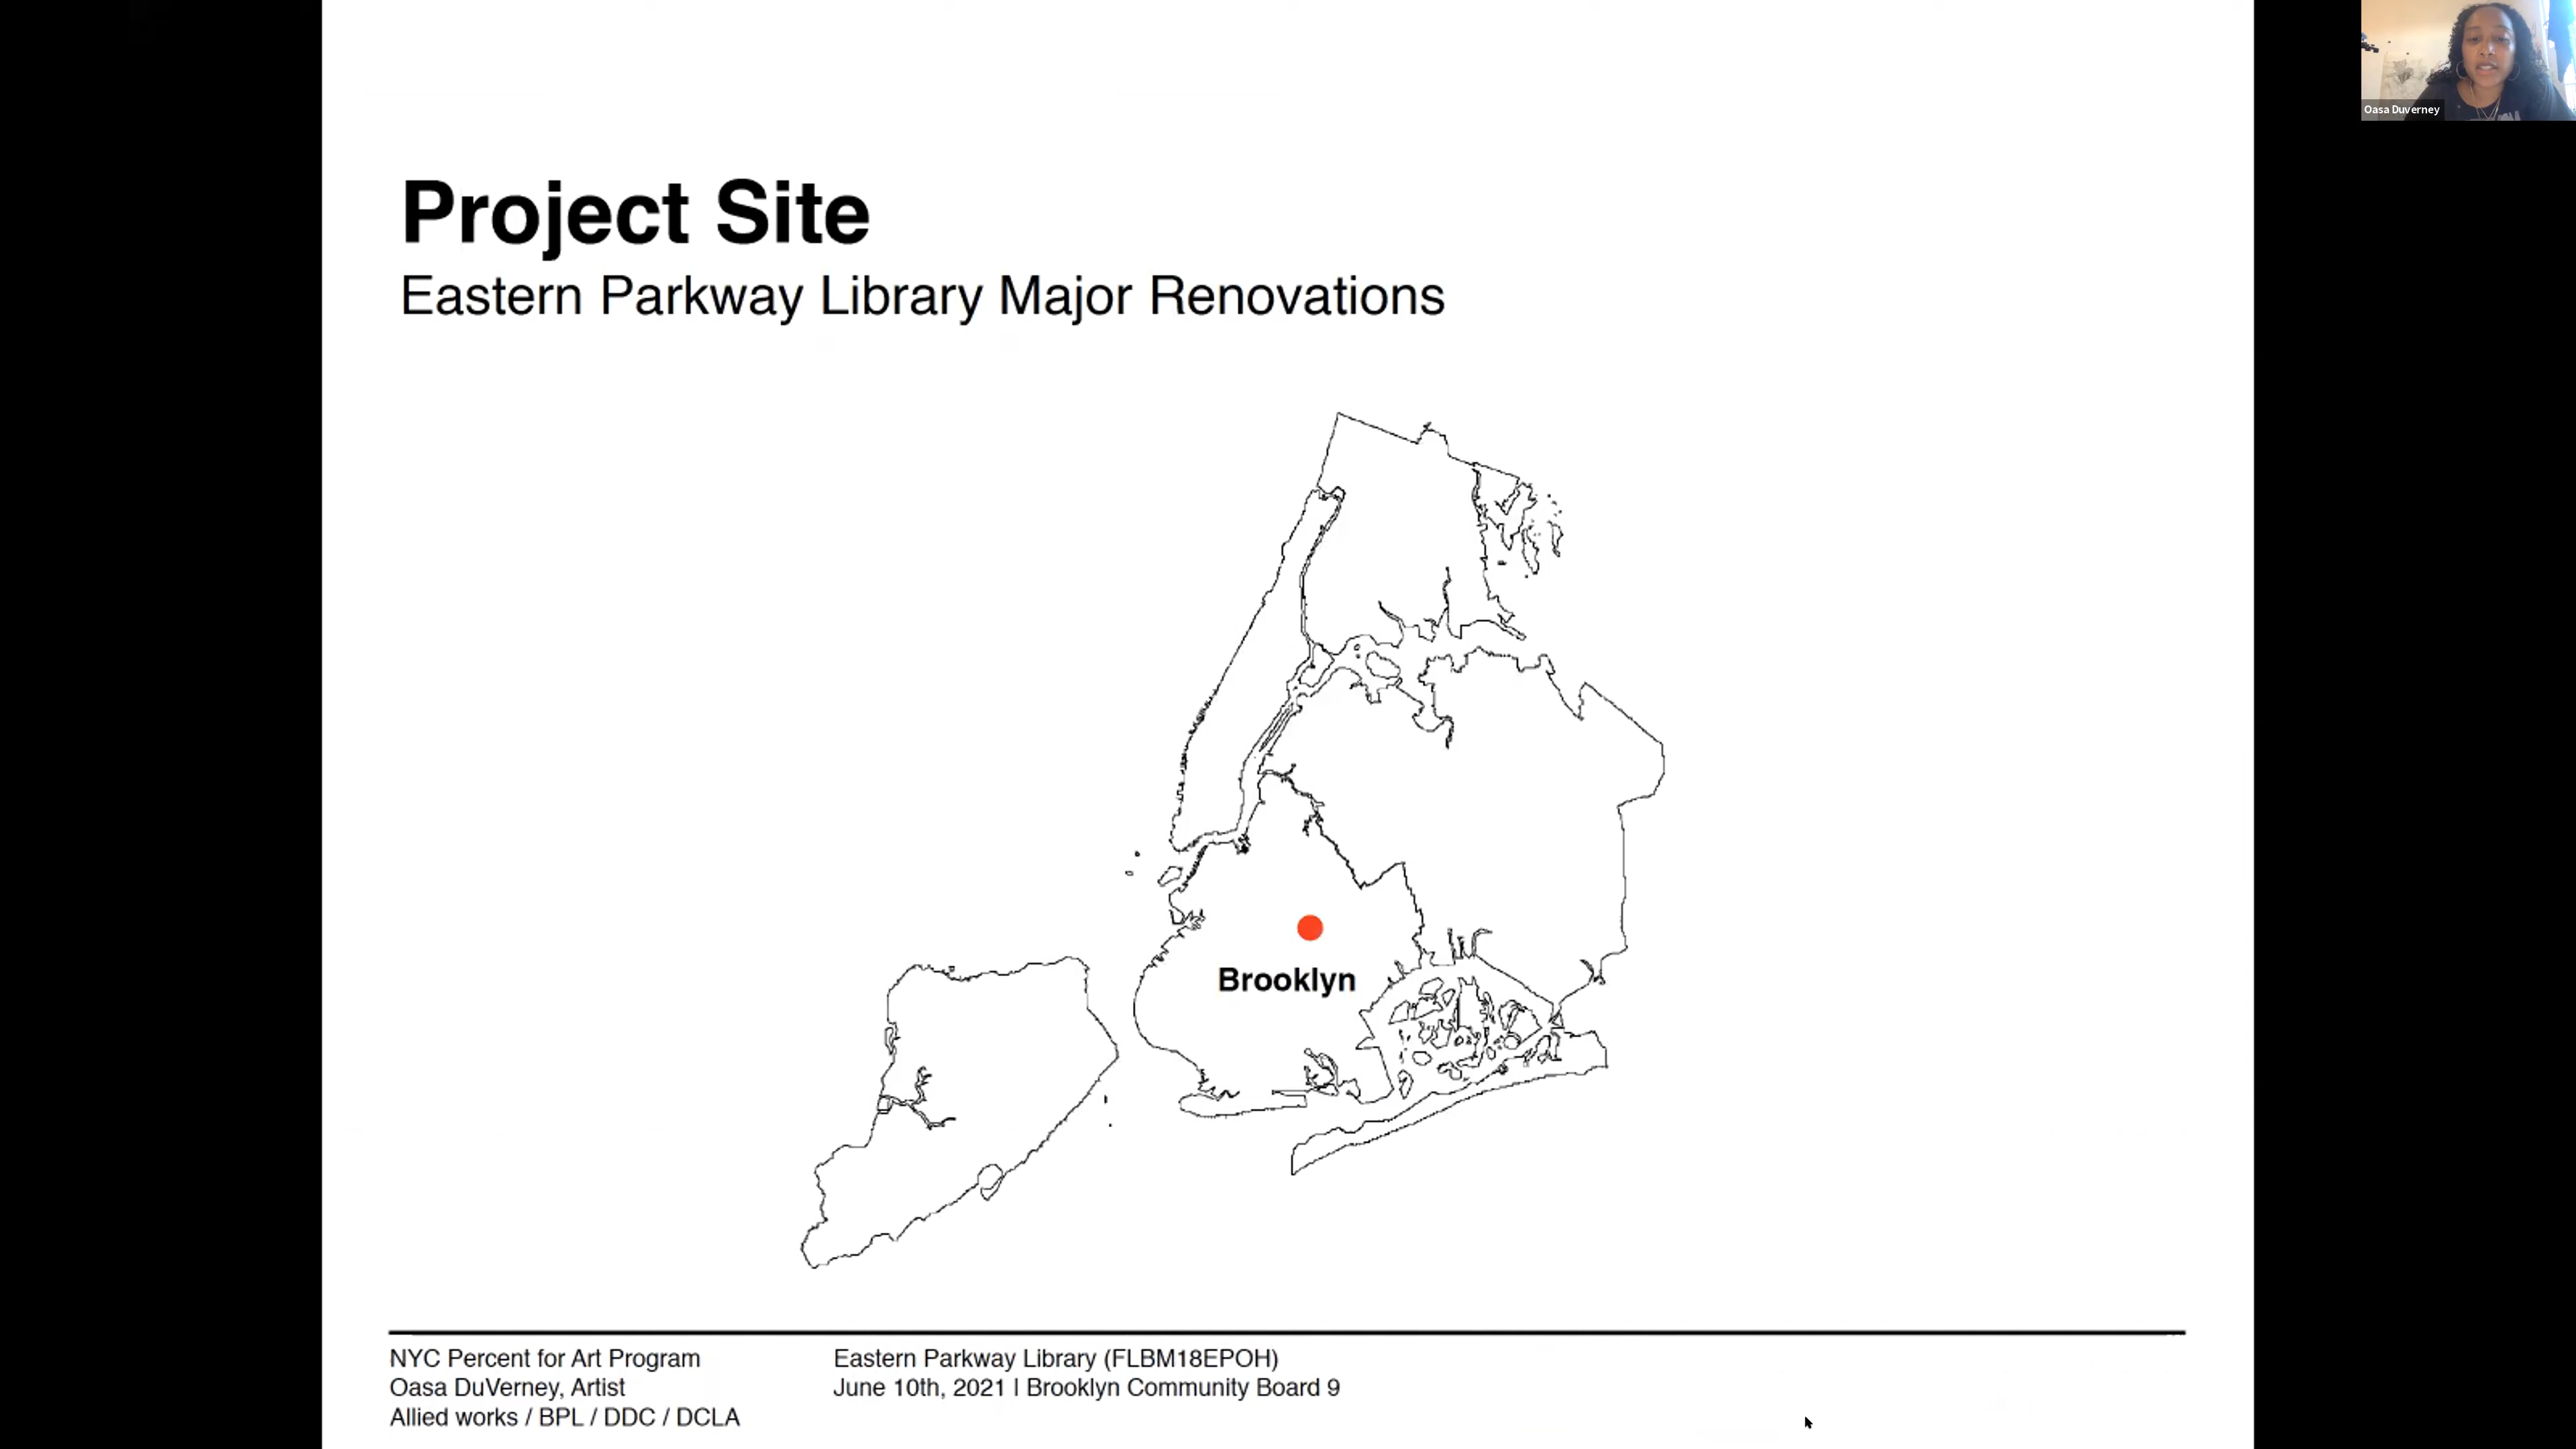 Oasa Duverney
Project Site
Eastern Parkway Library Major Renovations
Brooklyn
NYC Percent for Art Program
Oasa DuVerney, Artist
Allied works / BPL / DDC / DCLA
Eastern Parkway Library (FLBM18EPOH)
June 10th, 2021 | Brooklyn Community Board 9